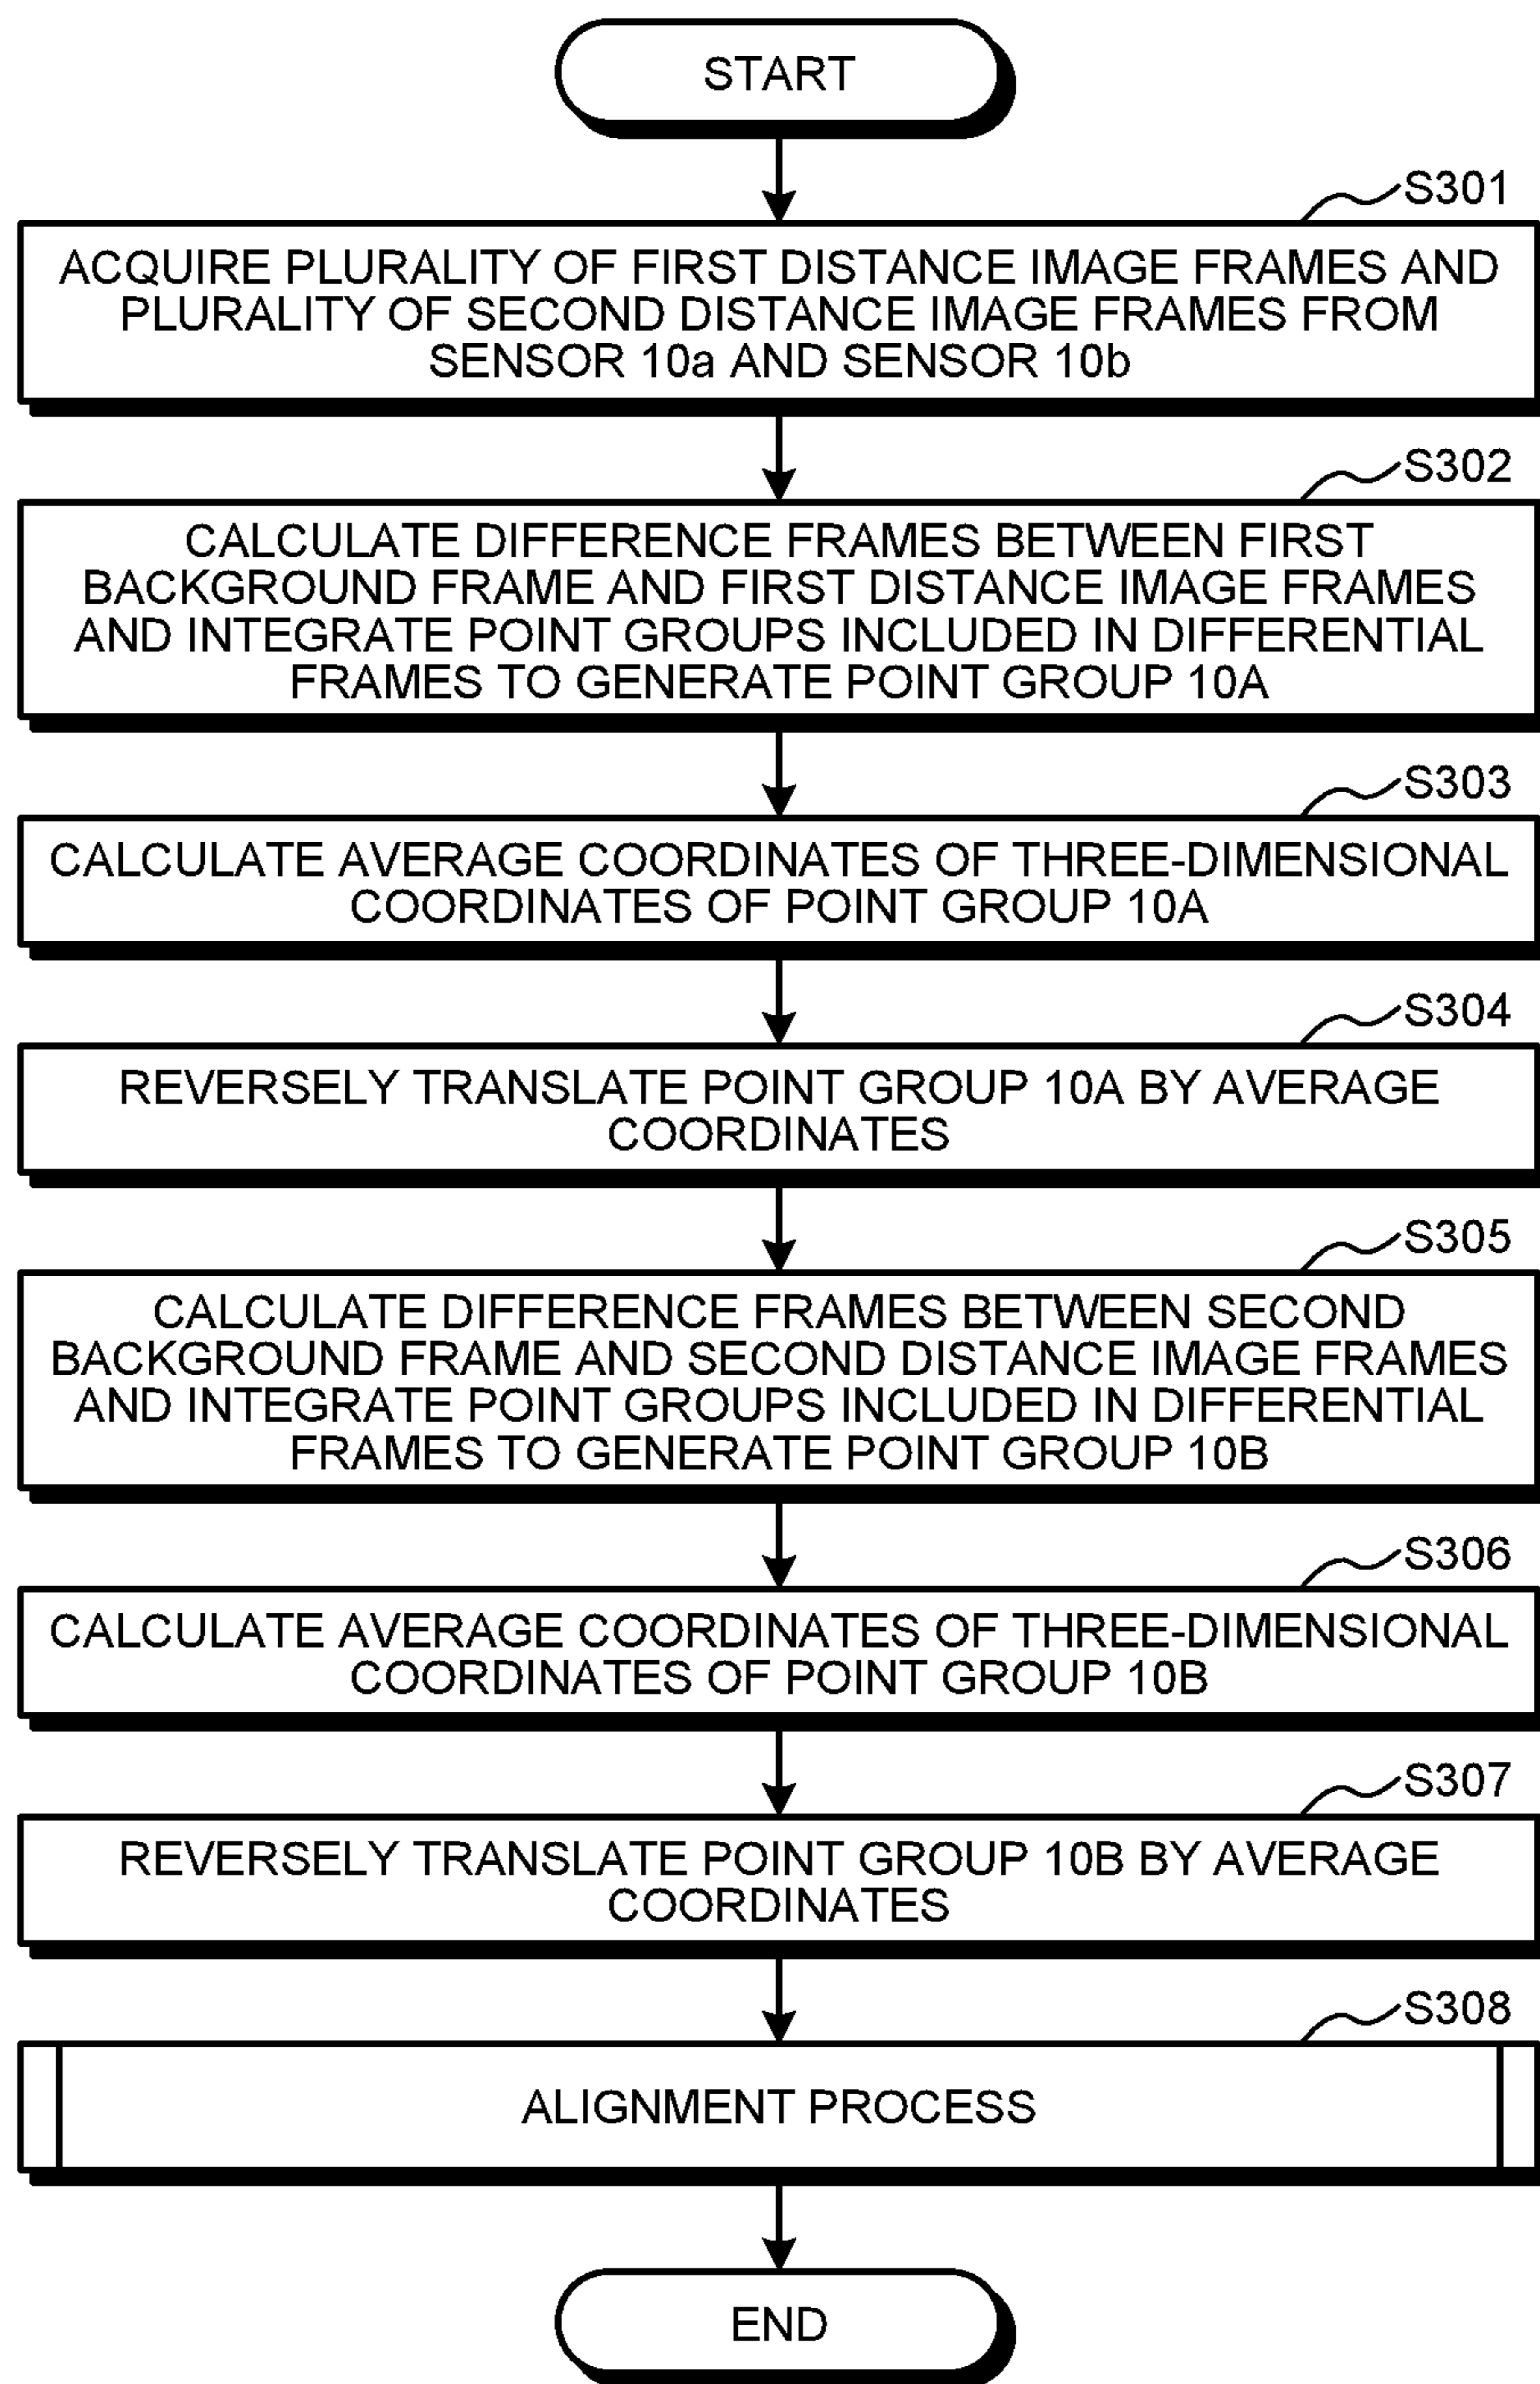 START
S301
ACQUIRE PLURALITY OF FIRST DISTANCE IMAGE FRAMES AND
PLURALITY OF SECOND DISTANCE IMAGE FRAMES FROM
SENSOR 10a AND SENSOR 10b
S302
CALCULATE DIFFERENCE FRAMES BETWEEN FIRST
BACKGROUND FRAME AND FIRST DISTANCE IMAGE FRAMES
AND INTEGRATE POINT GROUPS INCLUDED IN DIFFERENTIAL
FRAMES TO GENERATE POINT GROUP 10A
S303
CALCULATE AVERAGE COORDINATES OF THREE-DIMENSIONAL
COORDINATES OF POINT GROUP 10A
S304
REVERSELY TRANSLATE POINT GROUP 10A BY AVERAGE
COORDINATES
S305
CALCULATE DIFFERENCE FRAMES BETWEEN SECOND
BACKGROUND FRAME AND SECOND DISTANCE IMAGE FRAMES
AND INTEGRATE POINT GROUPS INCLUDED IN DIFFERENTIAL
FRAMES TO GENERATE POINT GROUP 10B
S306
CALCULATE AVERAGE COORDINATES OF THREE-DIMENSIONAL
COORDINATES OF POINT GROUP 10B
S307
REVERSELY TRANSLATE POINT GROUP 10B BY AVERAGE
COORDINATES
S308
ALIGNMENT PROCESS
END